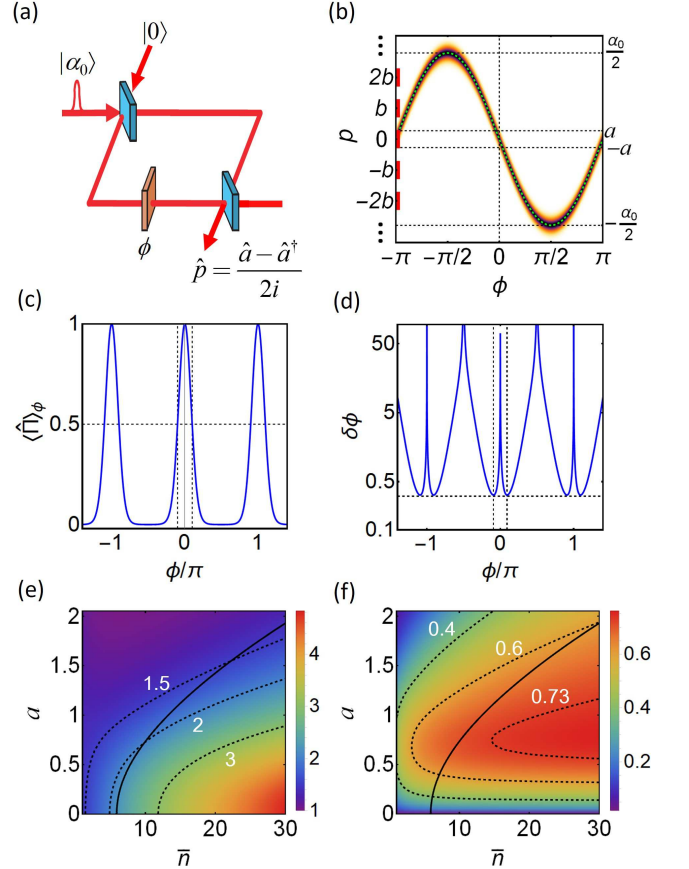 (a)
|0⟩
|α₀⟩
ϕ
p̂ = (â − â†)/2i
(b)
⋮
2b
b
0
−b
−2b
⋮
p
α₀/2
a
−a
−α₀/2
−π −π/2 0 π/2 π
ϕ
(c)
1
0.5
0
⟨Π̂⟩ϕ
−1 0 1
ϕ/π
(d)
50
5
0.5
0.1
δϕ
−1 0 1
ϕ/π
(e)
2
1.5
1
0.5
0
a
1.5
2
3
10 20 30
n̄
4
3
2
1
(f)
2
1.5
1
0.5
0
a
0.4
0.6
0.73
10 20 30
n̄
0.6
0.4
0.2